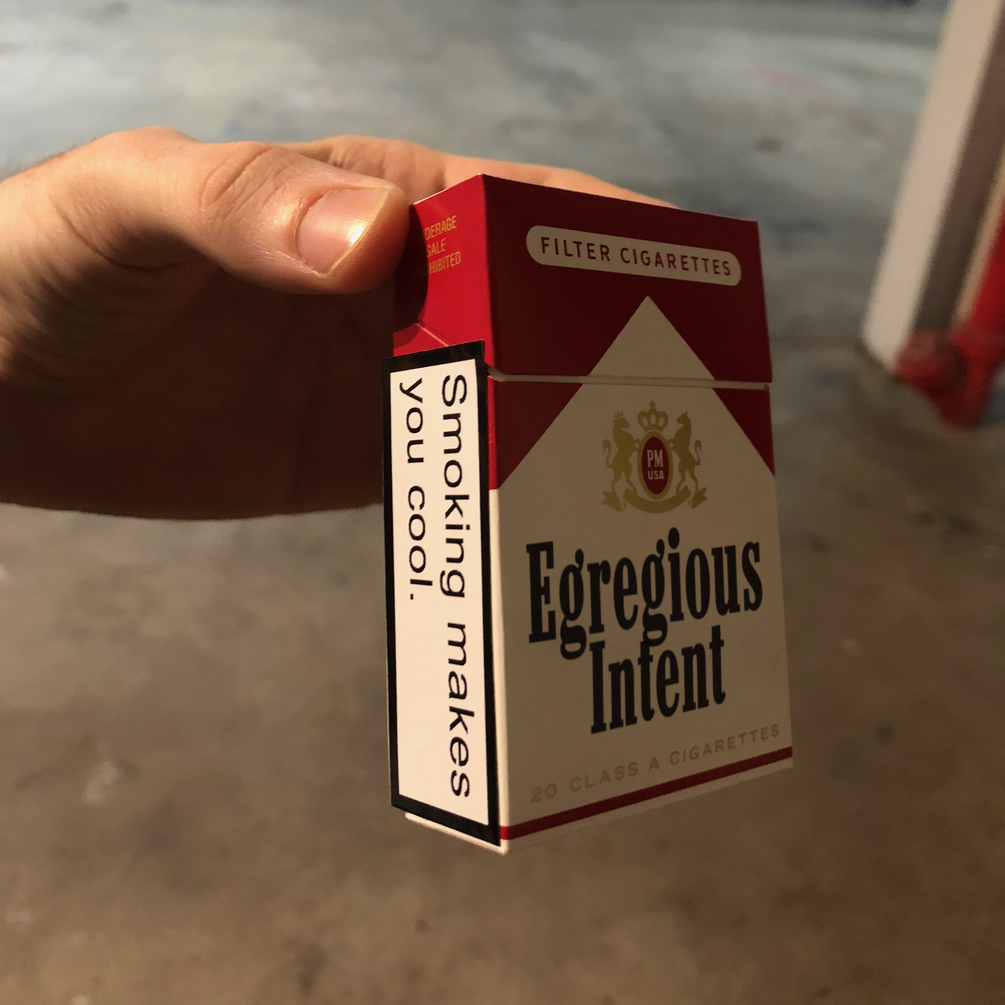 SALE
FILTER CIGARETTES
PM
USA
Egregious
Intent
20 CLASS A CIGARETTES
Smoking makes
you cool.